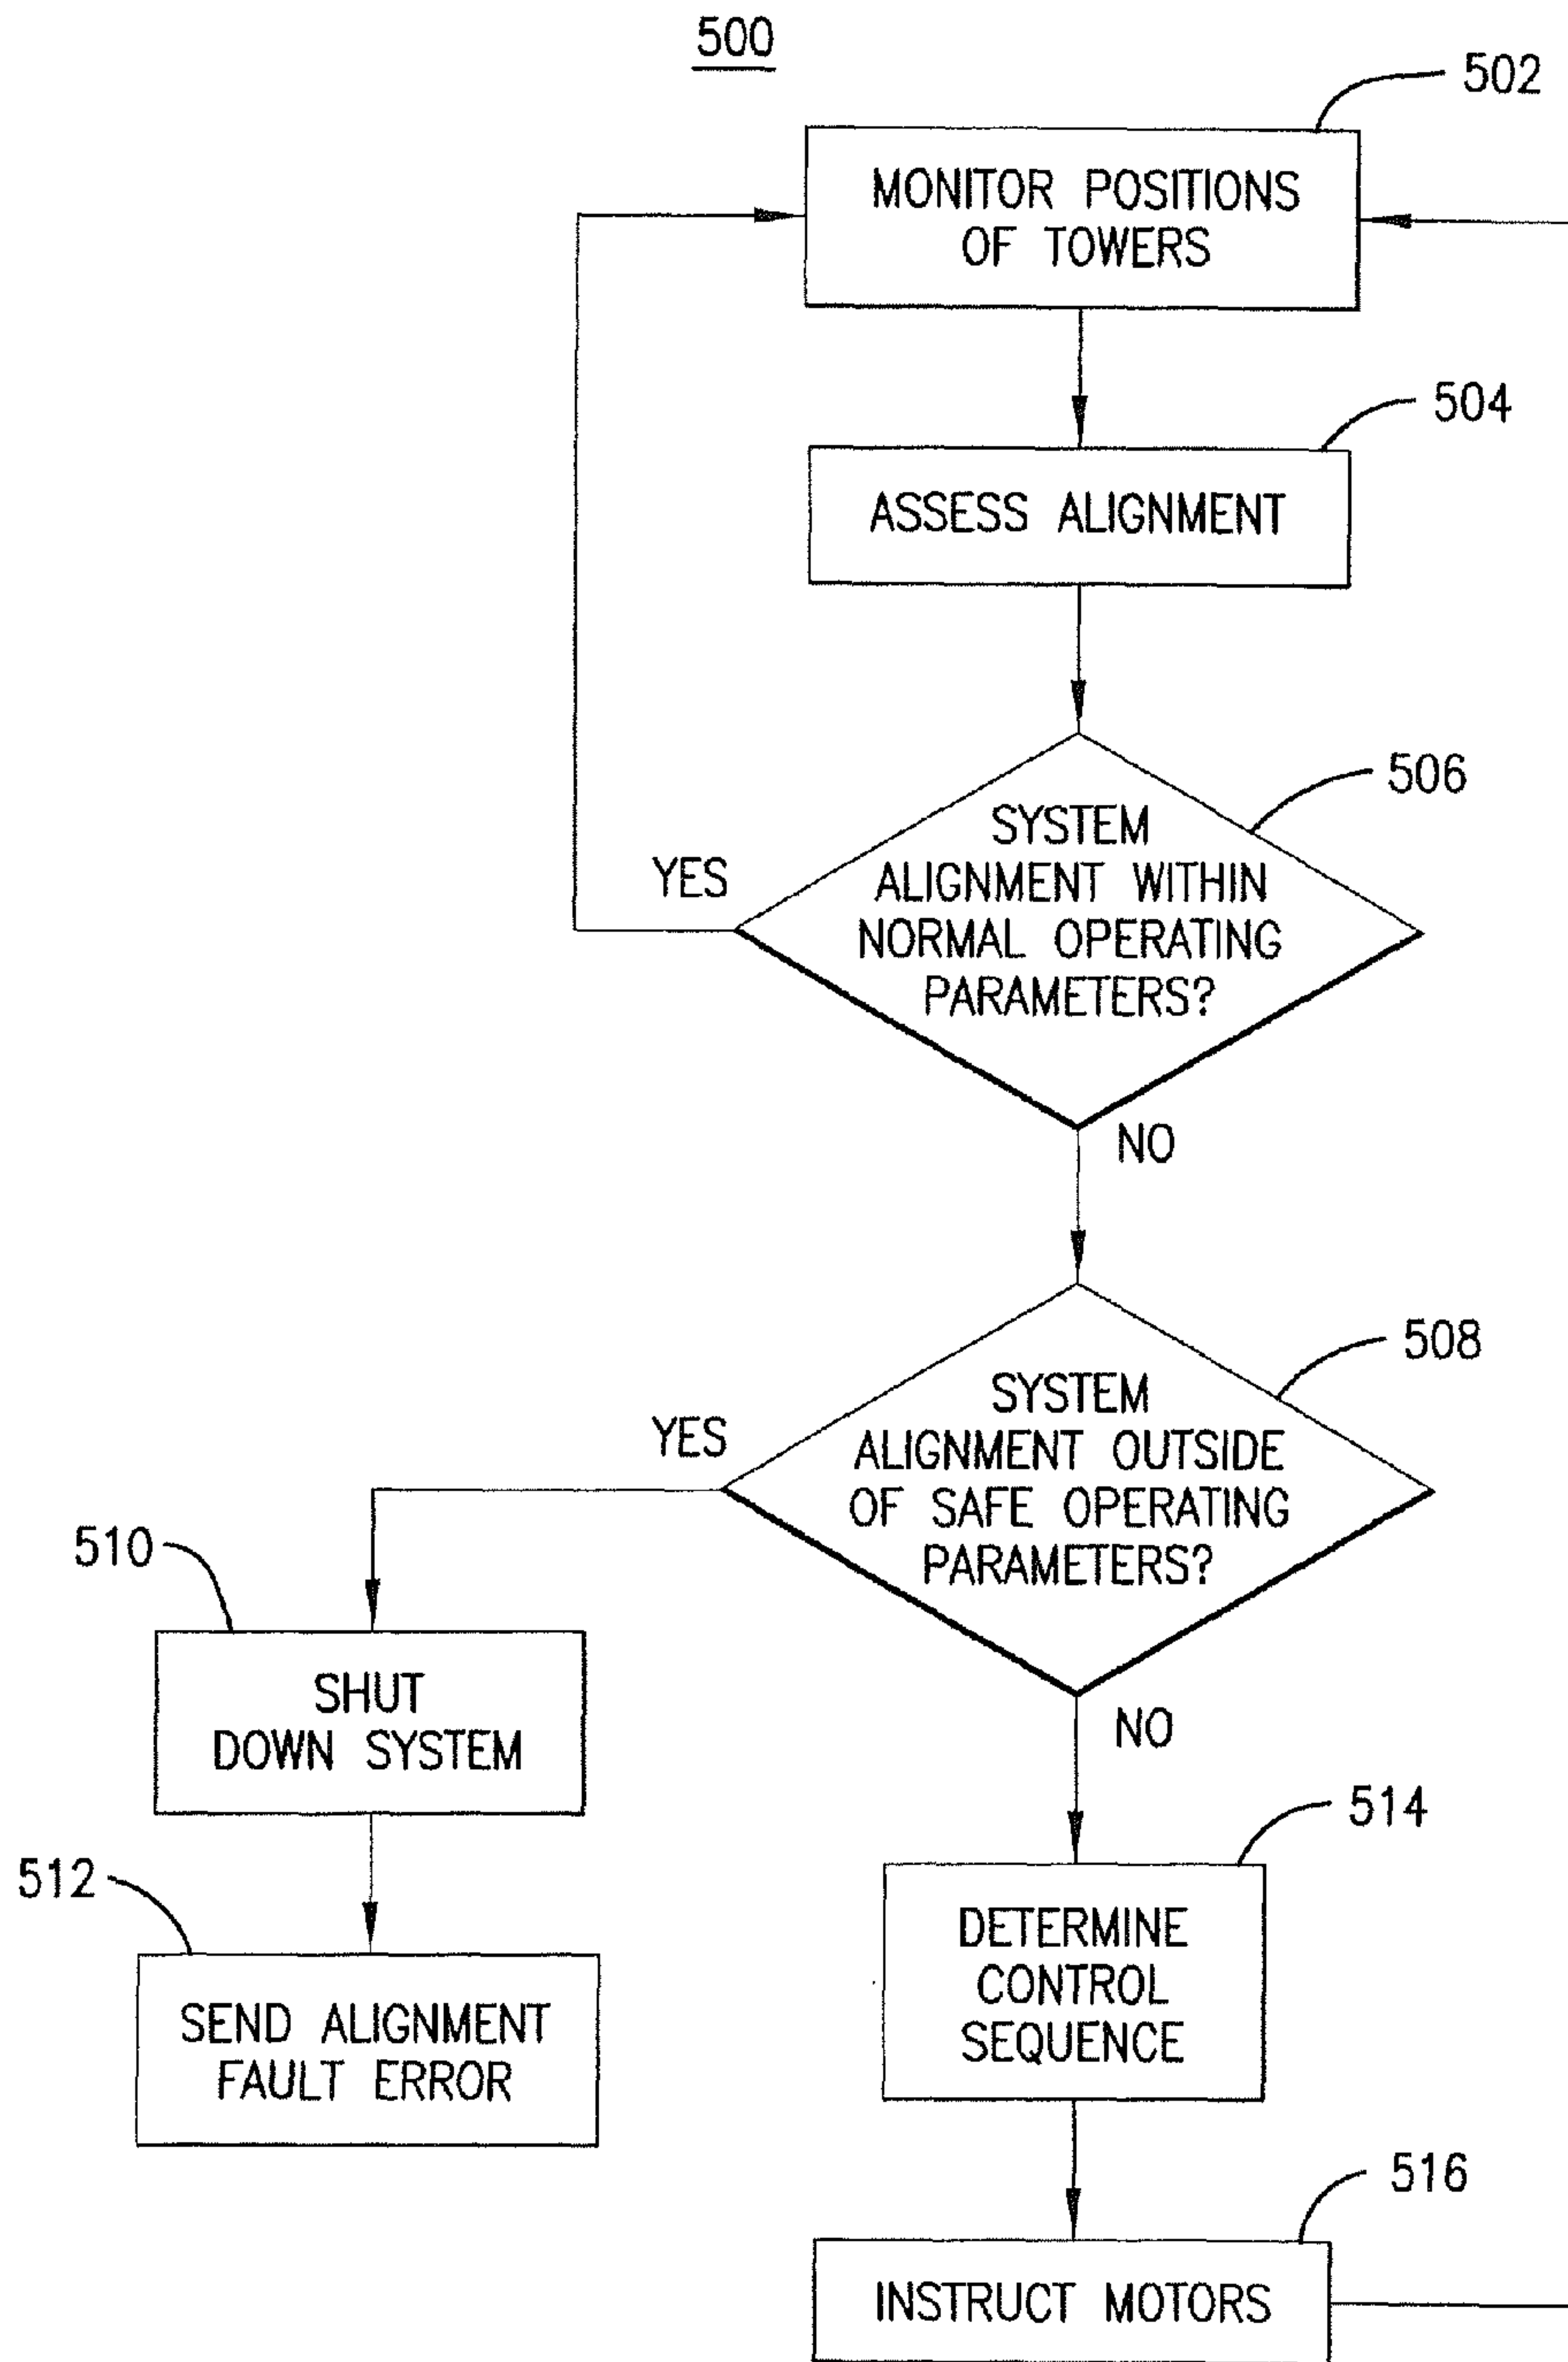 500
502
MONITOR POSITIONS
OF TOWERS
504
ASSESS ALIGNMENT
506
SYSTEM
ALIGNMENT WITHIN
NORMAL OPERATING
PARAMETERS?
YES
NO
508
SYSTEM
ALIGNMENT OUTSIDE
OF SAFE OPERATING
PARAMETERS?
YES
NO
510
SHUT
DOWN SYSTEM
512
SEND ALIGNMENT
FAULT ERROR
514
DETERMINE
CONTROL
SEQUENCE
516
INSTRUCT MOTORS